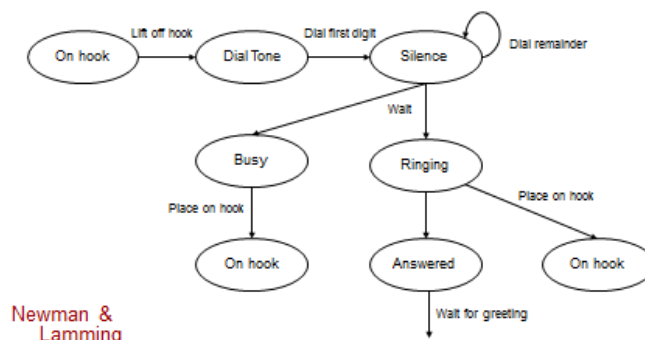 Lift off hook
Dial first digit
On hook
Dial Tone
Silence
Dial remainder
Wait
Busy
Ringing
Place on hook
Place on hook
On hook
Answered
On hook
Wait for greeting
Newman &
Lamming